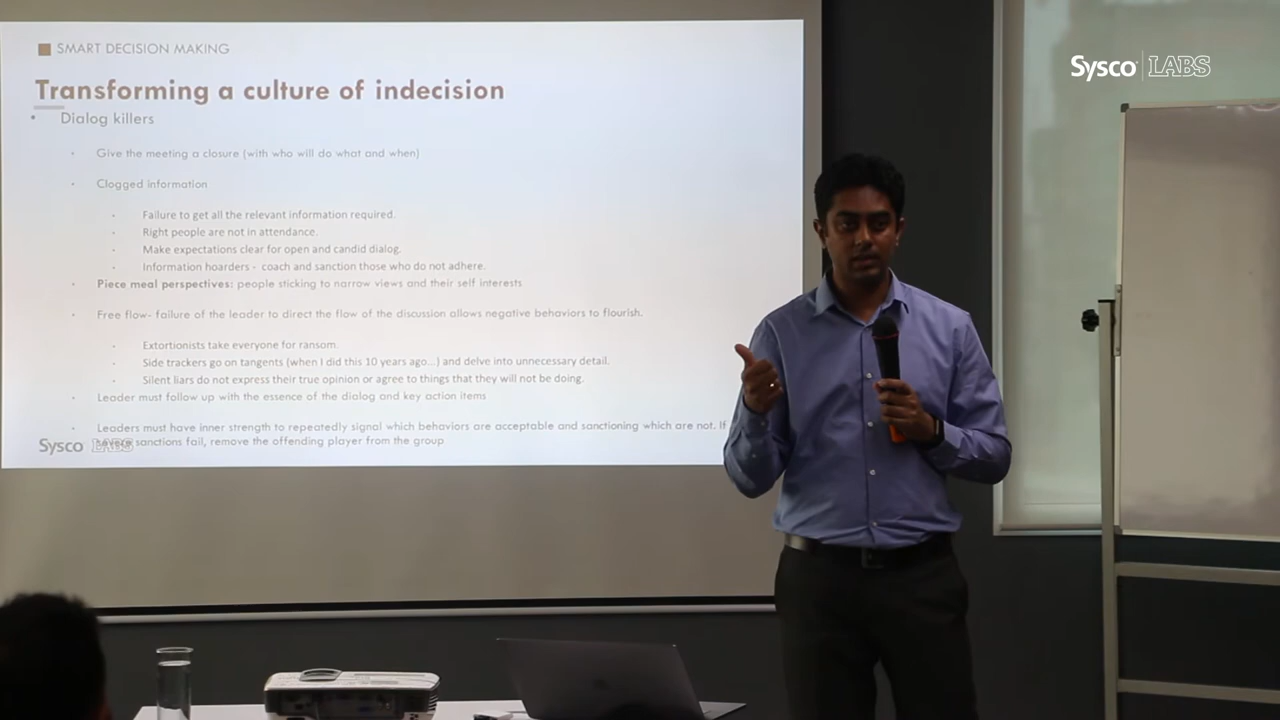 SMART DECISION MAKING
Transforming a culture of indecision
• Dialog killers
• Give the meeting a closure (with who will do what and when)
• Clogged information
• Failure to get all the relevant information required.
• Right people are not in attendance.
• Make expectations clear for open and candid dialog.
• Information hoarders - coach and sanction those who do not adhere.
• Piece meal perspectives: people sticking to narrow views and their self interests
• Free flow- failure of the leader to direct the flow of the discussion allows negative behaviors to flourish.
• Extortionists take everyone for ransom.
• Side trackers go on tangents (when I did this 10 years ago...) and delve into unnecessary detail.
• Silent liars do not express their true opinion or agree to things that they will not be doing.
• Leader must follow up with the essence of the dialog and key action items
• Leaders must have inner strength to repeatedly signal which behaviors are acceptable and sanctioning which are not. If
sanctions fail, remove the offending player from the group
Sysco LABS
Sysco LABS